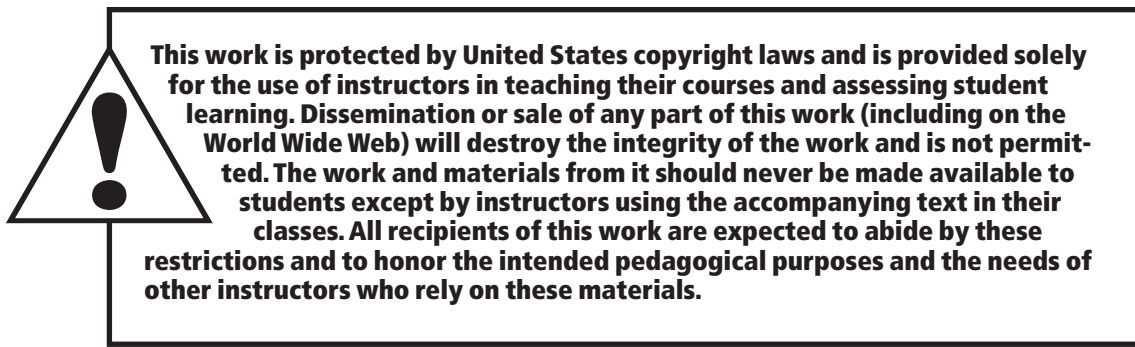 This work is protected by United States copyright laws and is provided solely
for the use of instructors in teaching their courses and assessing student
learning. Dissemination or sale of any part of this work (including on the
World Wide Web) will destroy the integrity of the work and is not permit-
ted. The work and materials from it should never be made available to
students except by instructors using the accompanying text in their
classes. All recipients of this work are expected to abide by these
restrictions and to honor the intended pedagogical purposes and the needs of
other instructors who rely on these materials.